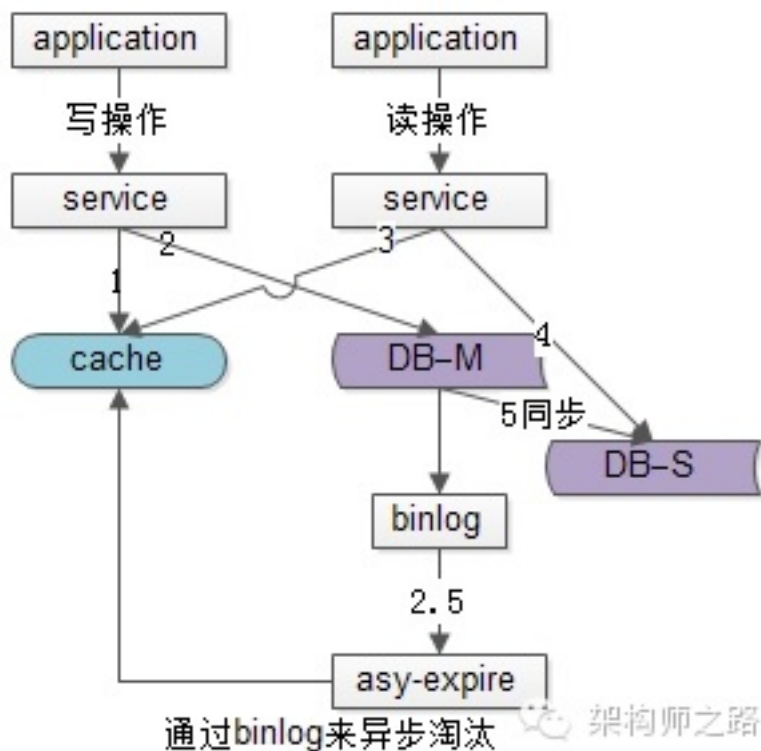 application
application
写操作
读操作
service
service
1
2
3
cache
DB-M
4
5同步
DB-S
binlog
2.5
asy-expire
通过binlog来异步淘汰
架构师之路